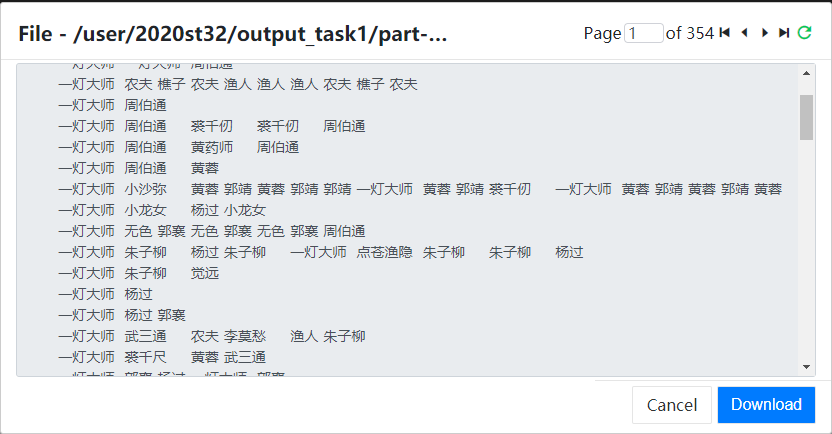 File - /user/2020st32/output_task1/part-...
Page 1 of 354
一灯大师 一灯大师 周伯通
一灯大师 农夫 樵子 农夫 渔人 渔人 渔人 农夫 樵子 农夫
一灯大师 周伯通
一灯大师 周伯通 裘千仞 裘千仞 周伯通
一灯大师 周伯通 黄药师 周伯通
一灯大师 周伯通 黄蓉
一灯大师 小沙弥 黄蓉 郭靖 黄蓉 郭靖 郭靖 一灯大师 黄蓉 郭靖 裘千仞 一灯大师 黄蓉 郭靖 黄蓉 郭靖 黄蓉
一灯大师 小龙女 杨过 小龙女
一灯大师 无色 郭襄 无色 郭襄 无色 郭襄 周伯通
一灯大师 朱子柳 杨过 朱子柳 一灯大师 点苍渔隐 朱子柳 朱子柳 杨过
一灯大师 朱子柳 觉远
一灯大师 杨过
一灯大师 杨过 郭襄
一灯大师 武三通 农夫 李莫愁 渔人 朱子柳
一灯大师 裘千尺 黄蓉 武三通
一灯大师 郭襄 杨过 一灯大师 郭襄
Cancel
Download